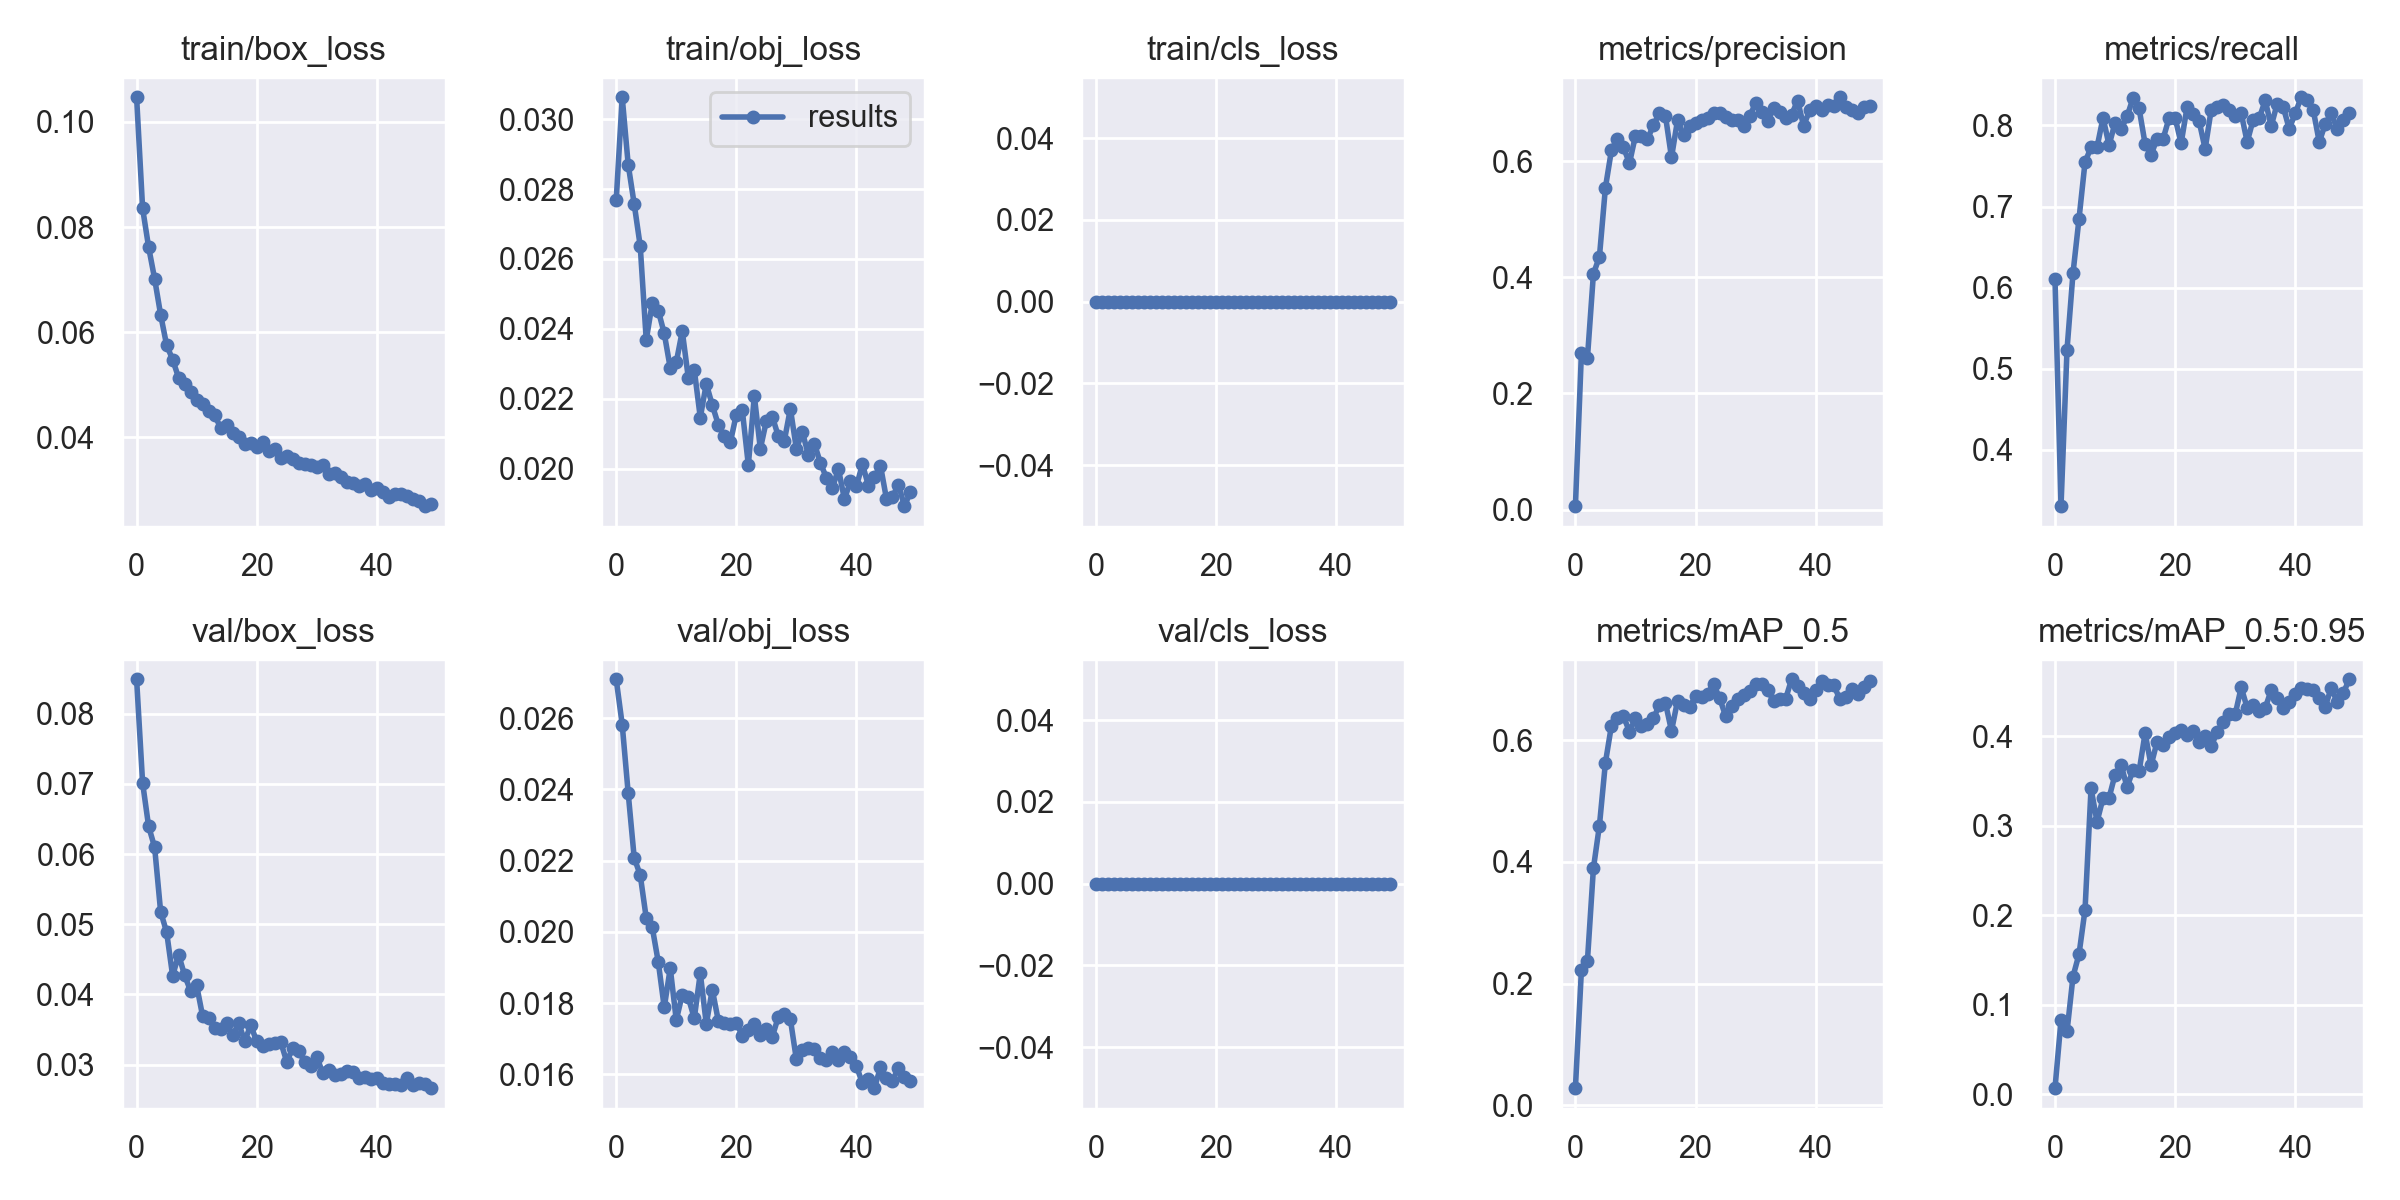 train/box_loss
train/obj_loss
train/cls_loss
metrics/precision
metrics/recall
0.10
0.08
0.06
0.04
0 20 40
results
0.030
0.028
0.026
0.024
0.022
0.020
0 20 40
0.04
0.02
0.00
−0.02
−0.04
0 20 40
0.6
0.4
0.2
0.0
0 20 40
0.8
0.7
0.6
0.5
0.4
0 20 40
val/box_loss
val/obj_loss
val/cls_loss
metrics/mAP_0.5
metrics/mAP_0.5:0.95
0.08
0.07
0.06
0.05
0.04
0.03
0 20 40
0.026
0.024
0.022
0.020
0.018
0.016
0 20 40
0.04
0.02
0.00
−0.02
−0.04
0 20 40
0.6
0.4
0.2
0.0
0 20 40
0.4
0.3
0.2
0.1
0.0
0 20 40